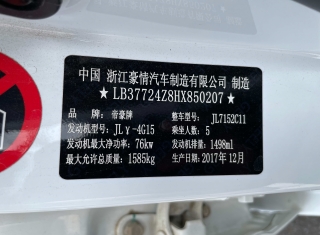 中国 浙江豪情汽车制造有限公司 制造
★ LB37724Z8HX850207 ★
品 牌：帝豪牌 整车型号：JL7152C11
发动机型号：JLγ-4G15 乘坐人数：5
发动机最大净功率：76kw 发动机排量：1498ml
最大允许总质量：1585kg 生产日期：2017年12月